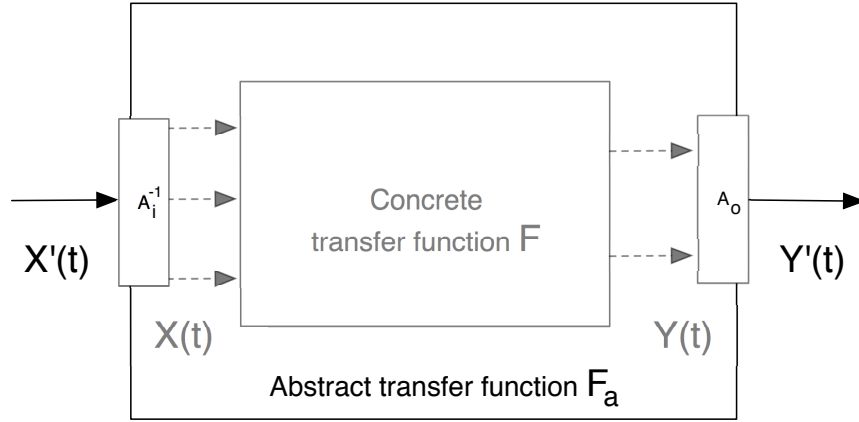 A_i^-1
A_o
Concrete
transfer function F
X'(t)
Y'(t)
X(t)
Y(t)
Abstract transfer function F_a